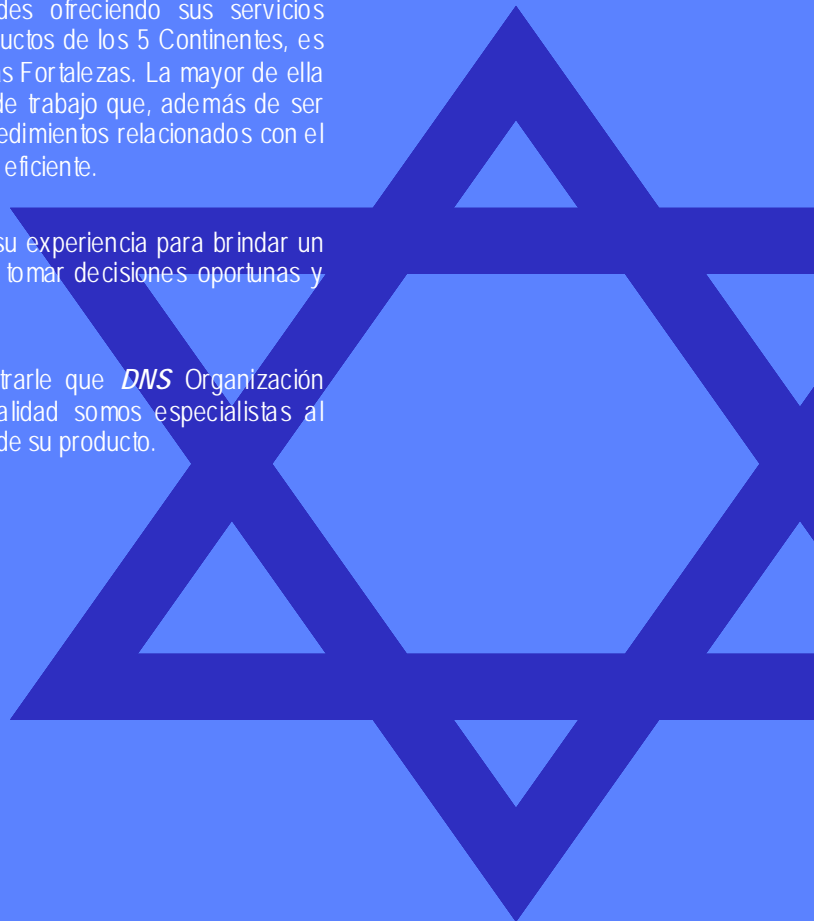 des ofreciendo sus servicios
uctos de los 5 Continentes, es
as Fortalezas. La mayor de ella
de trabajo que, además de ser
edimientos relacionados con el
eficiente.
su experiencia para brindar un
tomar decisiones oportunas y
trarle que DNS Organización
alidad somos especialistas al
de su producto.